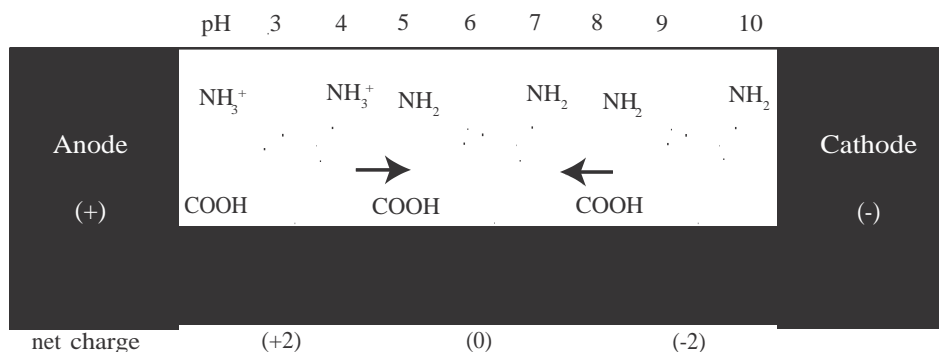 pH 3 4 5 6 7 8 9 10
NH3+ NH3+ NH2 NH2 NH2 NH2
Anode Cathode
(+) (-)
COOH COOH COOH
net charge (+2) (0) (-2)